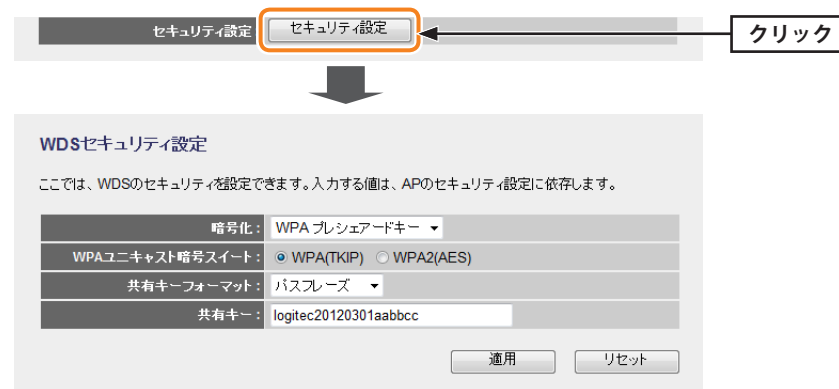 セキュリティ設定 セキュリティ設定 クリック
WDSセキュリティ設定
ここでは、WDSのセキュリティを設定できます。入力する値は、APのセキュリティ設定に依存します。
暗号化： WPA プレシェアードキー
WPAユニキャスト暗号スイート： WPA(TKIP) WPA2(AES)
共有キーフォーマット： パスフレーズ
共有キー： logitec20120301aabbcc
適用 リセット